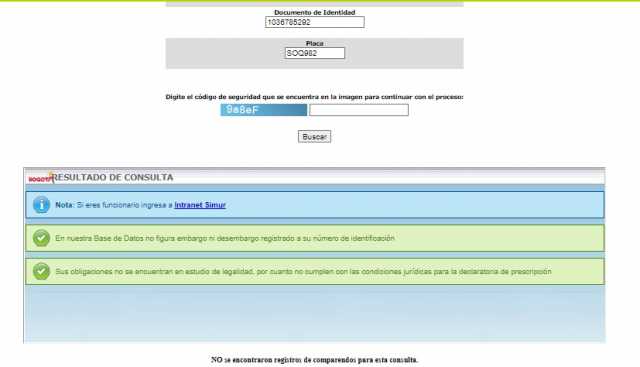 Documento de Identidad
1036785292
Placa
SOQ982
Digite el código de seguridad que se encuentra en la imagen para continuar con el proceso:
9a8eF
Buscar
BOGOTÁ RESULTADO DE CONSULTA
Nota: Si eres funcionario ingresa a Intranet Simur
En nuestra Base de Datos no figura embargo ni desembargo registrado a su número de identificación
Sus obligaciones no se encuentran en estudio de legalidad, por cuanto no cumplen con las condiciones jurídicas para la declaratoria de prescripción
NO se encontraron registros de comparendos para esta consulta.